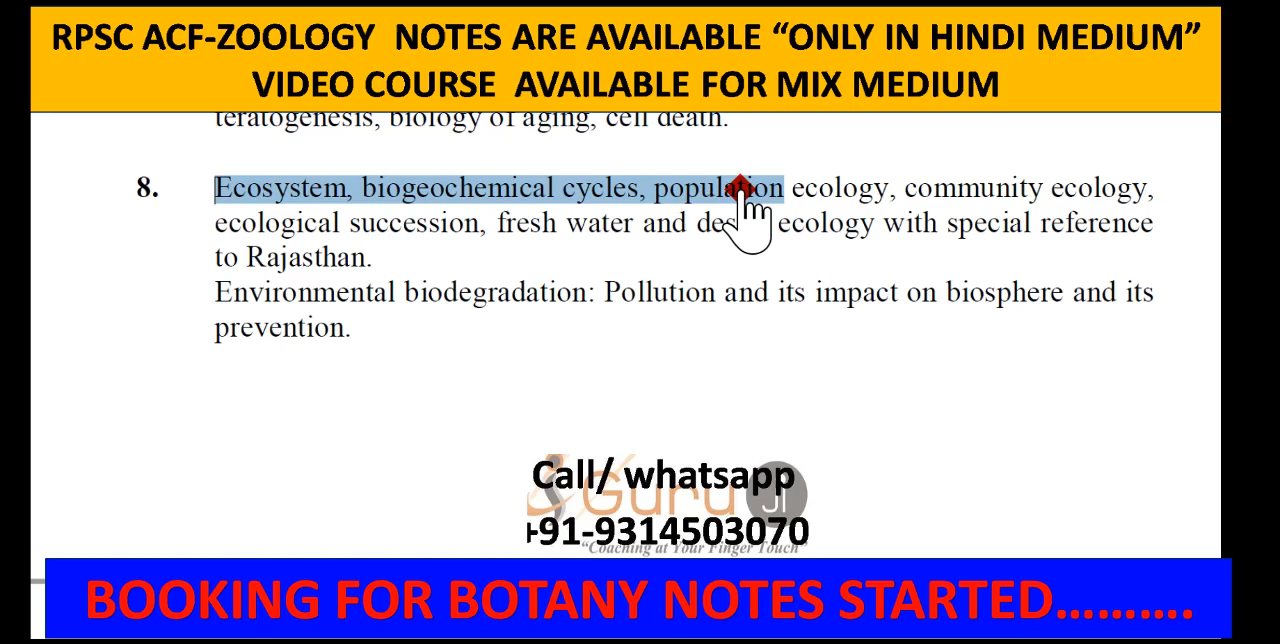 RPSC ACF-ZOOLOGY NOTES ARE AVAILABLE “ONLY IN HINDI MEDIUM”
VIDEO COURSE AVAILABLE FOR MIX MEDIUM
teratogenesis, biology of aging, cell death.
8. Ecosystem, biogeochemical cycles, population ecology, community ecology,
ecological succession, fresh water and ecology with special reference
to Rajasthan.
Environmental biodegradation: Pollution and its impact on biosphere and its
prevention.
Call/ whatsapp
Guru JI
+91-9314503070
“Coaching at Your Finger Touch”
BOOKING FOR BOTANY NOTES STARTED……….